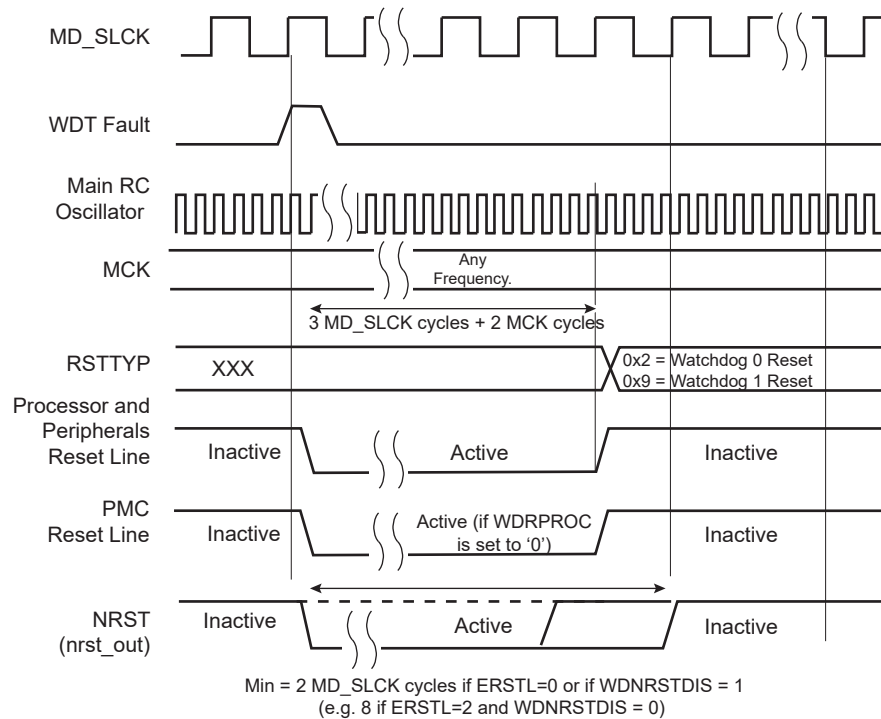 MD_SLCK
WDT Fault
Main RC
Oscillator
MCK
Any
Frequency.
3 MD_SLCK cycles + 2 MCK cycles
RSTTYP
XXX
0x2 = Watchdog 0 Reset
0x9 = Watchdog 1 Reset
Processor and
Peripherals
Reset Line
Inactive
Active
Inactive
PMC
Reset Line
Inactive
Active (if WDRPROC
is set to ‘0’)
Inactive
NRST
(nrst_out)
Inactive
Active
Inactive
Min = 2 MD_SLCK cycles if ERSTL=0 or if WDNRSTDIS = 1
(e.g. 8 if ERSTL=2 and WDNRSTDIS = 0)